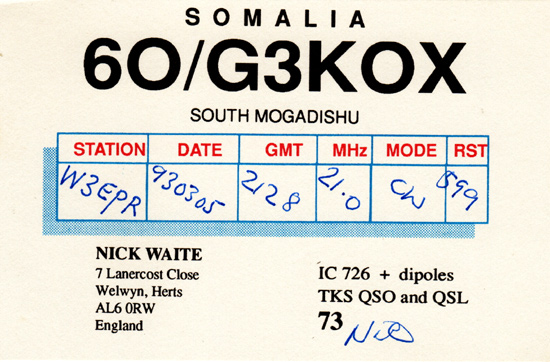 SOMALIA
6O/G3KOX
SOUTH MOGADISHU
STATION DATE GMT MHz MODE RST
W3EPR 930305 2128 21.0 CW 599
NICK WAITE
7 Lanercost Close
Welwyn, Herts
AL6 0RW
England
IC 726 + dipoles
TKS QSO and QSL
73 Nick